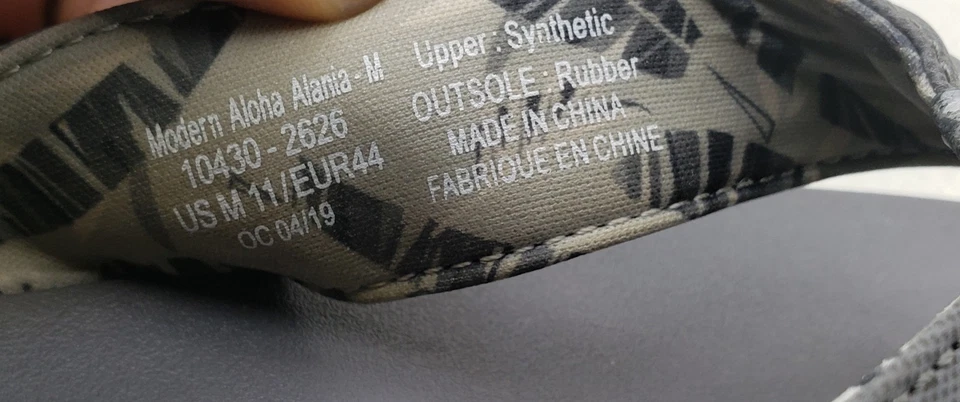 Modern Aloha Alania - M
10430 - 2626
US M 11/EUR44
OC 04/19
Upper : Synthetic
OUTSOLE : Rubber
MADE IN CHINA
FABRIQUE EN CHINE